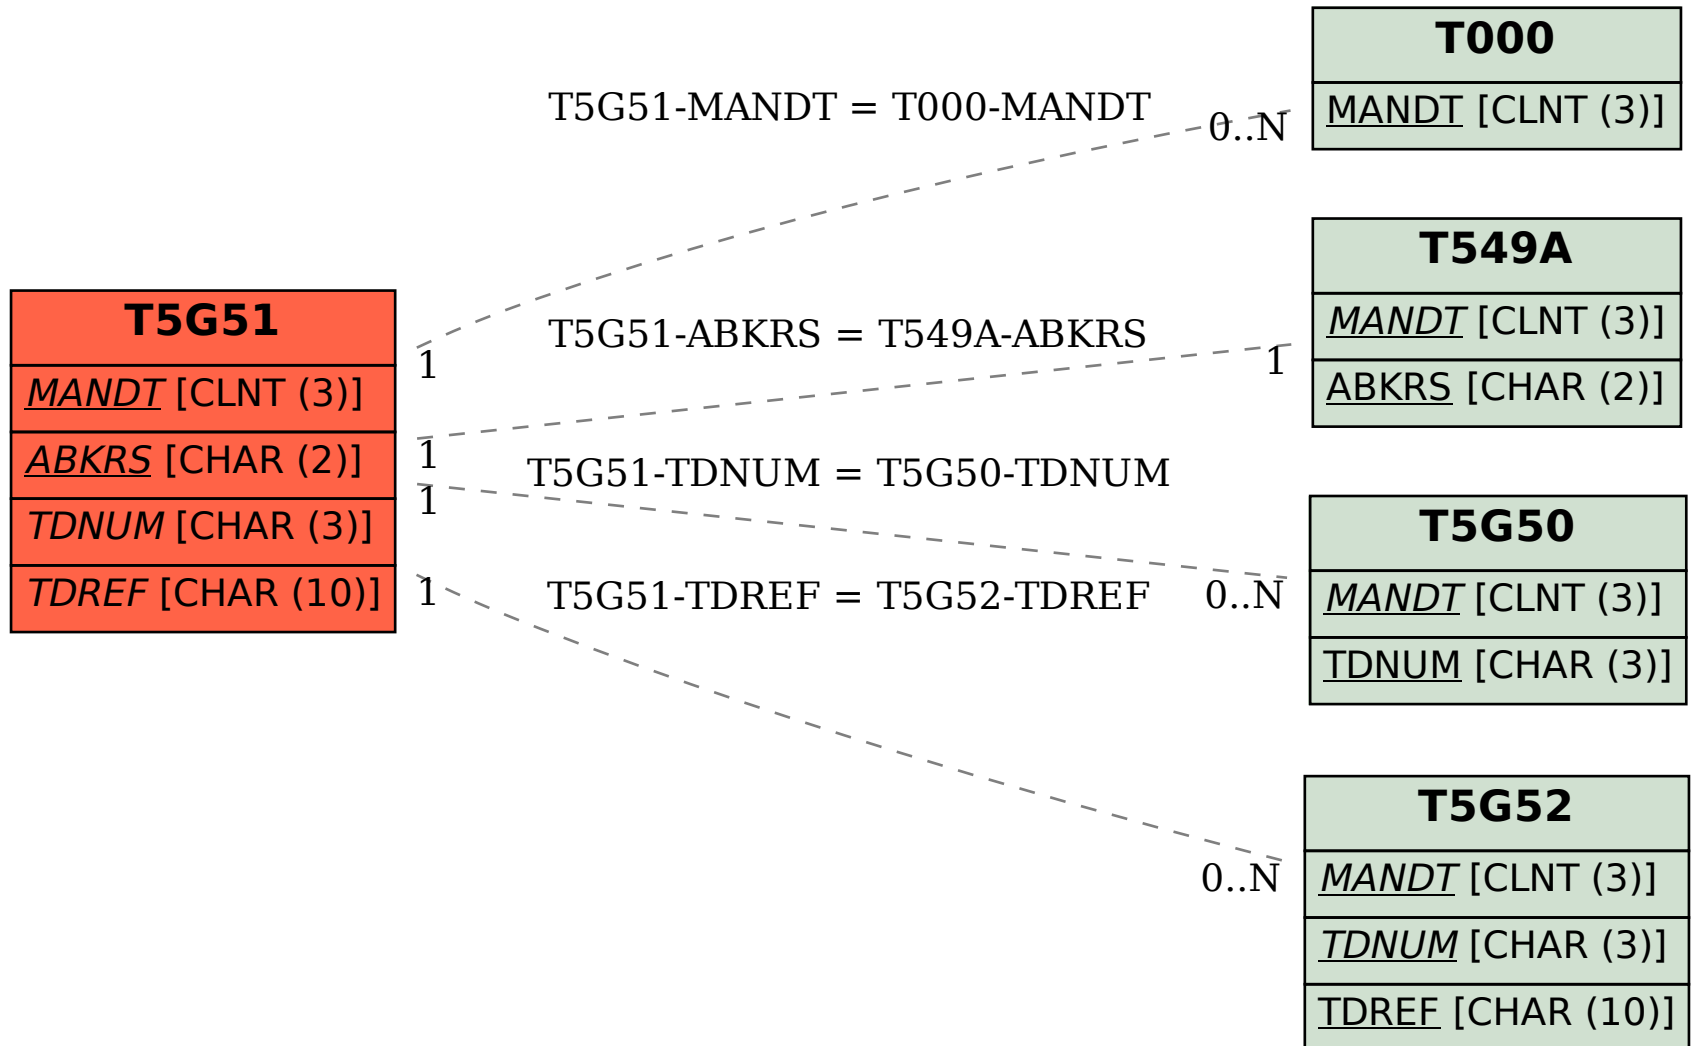 T5G51
MANDT [CLNT (3)]
ABKRS [CHAR (2)]
TDNUM [CHAR (3)]
TDREF [CHAR (10)]
T5G51-MANDT = T000-MANDT
0..N
1
T5G51-ABKRS = T549A-ABKRS
1
1
T5G51-TDNUM = T5G50-TDNUM
1
0..N
T5G51-TDREF = T5G52-TDREF
1
0..N
T000
MANDT [CLNT (3)]
T549A
MANDT [CLNT (3)]
ABKRS [CHAR (2)]
T5G50
MANDT [CLNT (3)]
TDNUM [CHAR (3)]
T5G52
MANDT [CLNT (3)]
TDNUM [CHAR (3)]
TDREF [CHAR (10)]